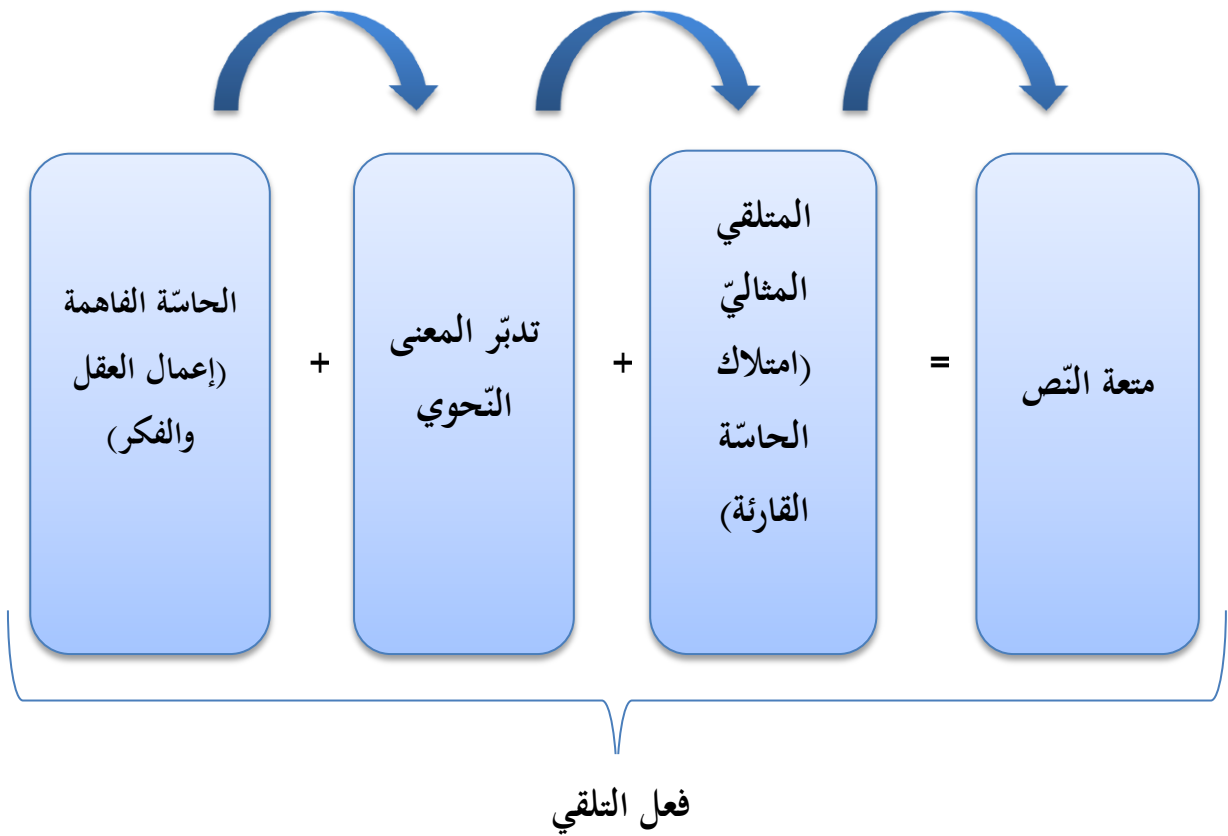 الحاسّة الفاهمة
(إعمال العقل
والفكر)
+
تدبّر المعنى
النّحوي
+
المتلقي
المثاليّ
(امتلاك
الحاسّة
القارئة)
=
متعة النّص
فعل التلقي